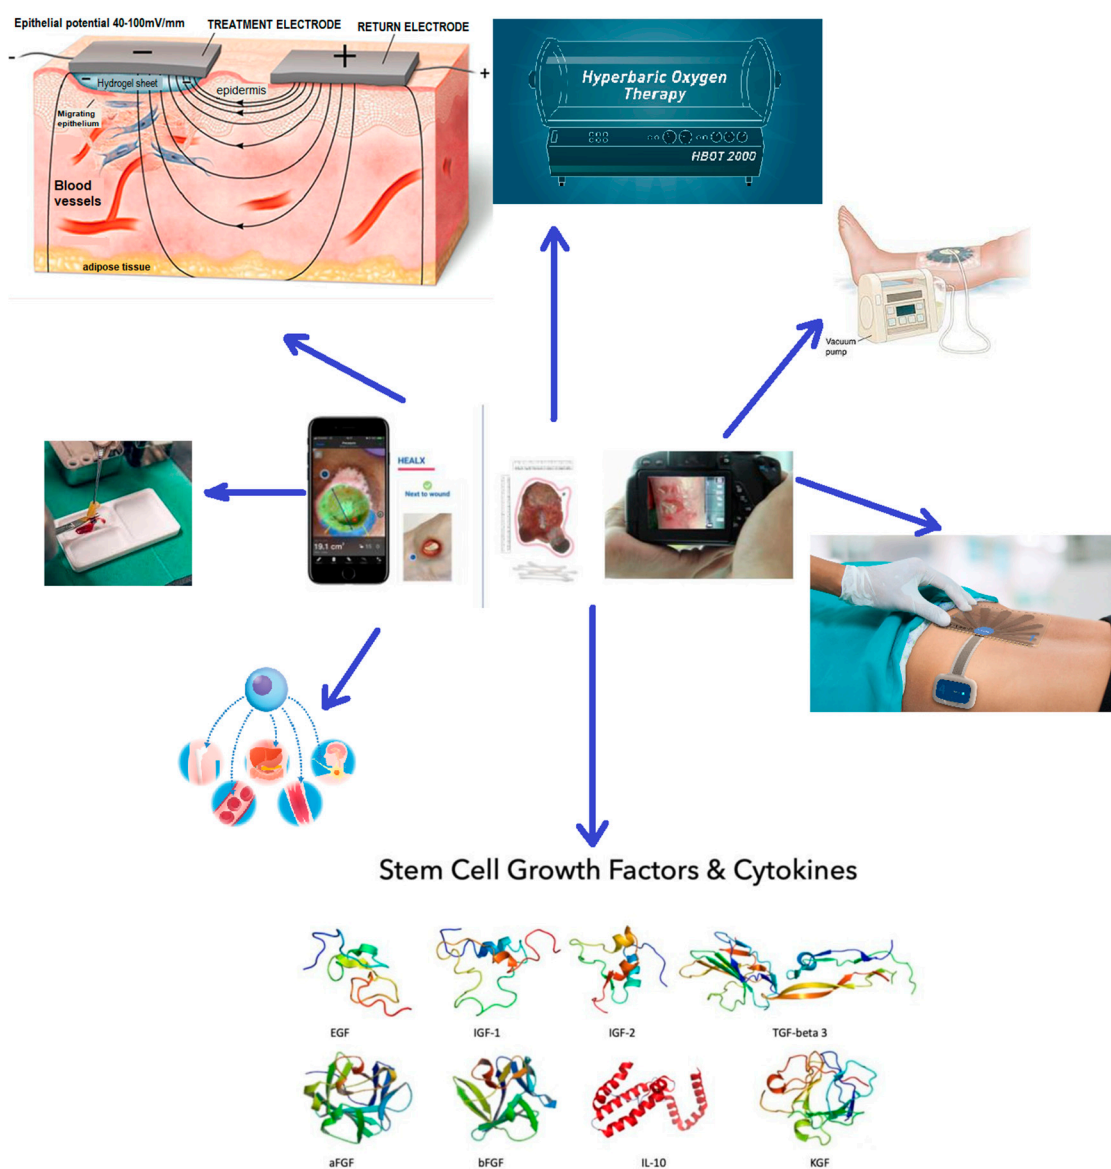 Epithelial potential 40-100mV/mm
TREATMENT ELECTRODE
RETURN ELECTRODE
-
−
+
+
-
Hydrogel sheet
-
epidermis
Migrating
epithelium
Blood
vessels
adipose tissue
Hyperbaric Oxygen
Therapy
HBOT 2000
Vacuum
pump
HEALX
Next to wound
19.1 cm²
Stem Cell Growth Factors & Cytokines
EGF
IGF-1
IGF-2
TGF-beta 3
aFGF
bFGF
IL-10
KGF